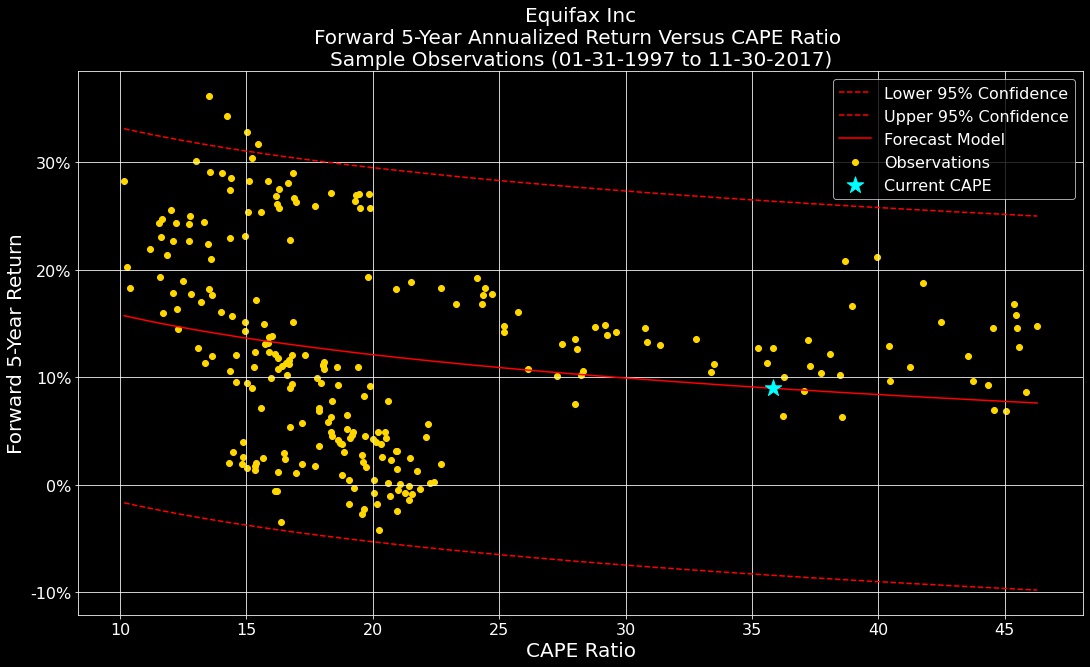 Equifax Inc
Forward 5-Year Annualized Return Versus CAPE Ratio
Sample Observations (01-31-1997 to 11-30-2017)
Lower 95% Confidence
Upper 95% Confidence
Forecast Model
Observations
Current CAPE
Forward 5-Year Return
30%
20%
10%
0%
-10%
10 15 20 25 30 35 40 45
CAPE Ratio